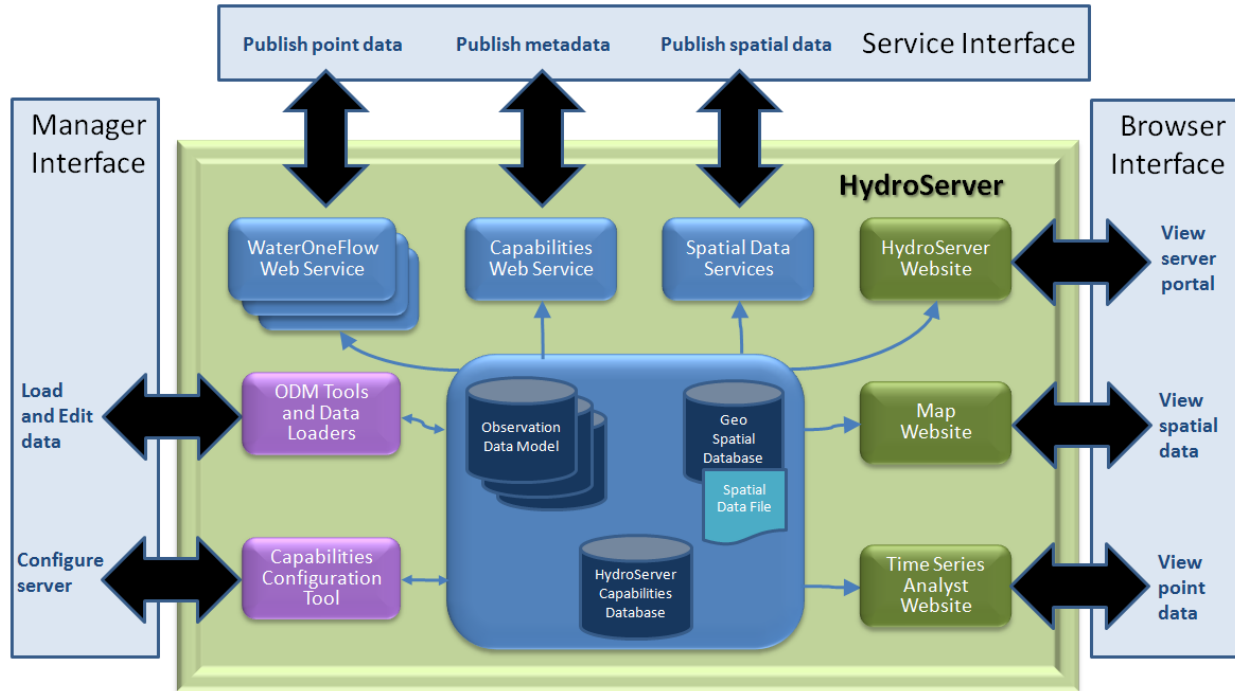 Publish point data
Publish metadata
Publish spatial data
Service Interface
Manager
Interface
Browser
Interface
HydroServer
WaterOneFlow
Web Service
Capabilities
Web Service
Spatial Data
Services
HydroServer
Website
View
server
portal
Load
and Edit
data
ODM Tools
and Data
Loaders
Observation
Data Model
Geo
Spatial
Database
Spatial
Data File
Map
Website
View
spatial
data
Configure
server
Capabilities
Configuration
Tool
HydroServer
Capabilities
Database
Time Series
Analyst
Website
View
point
data